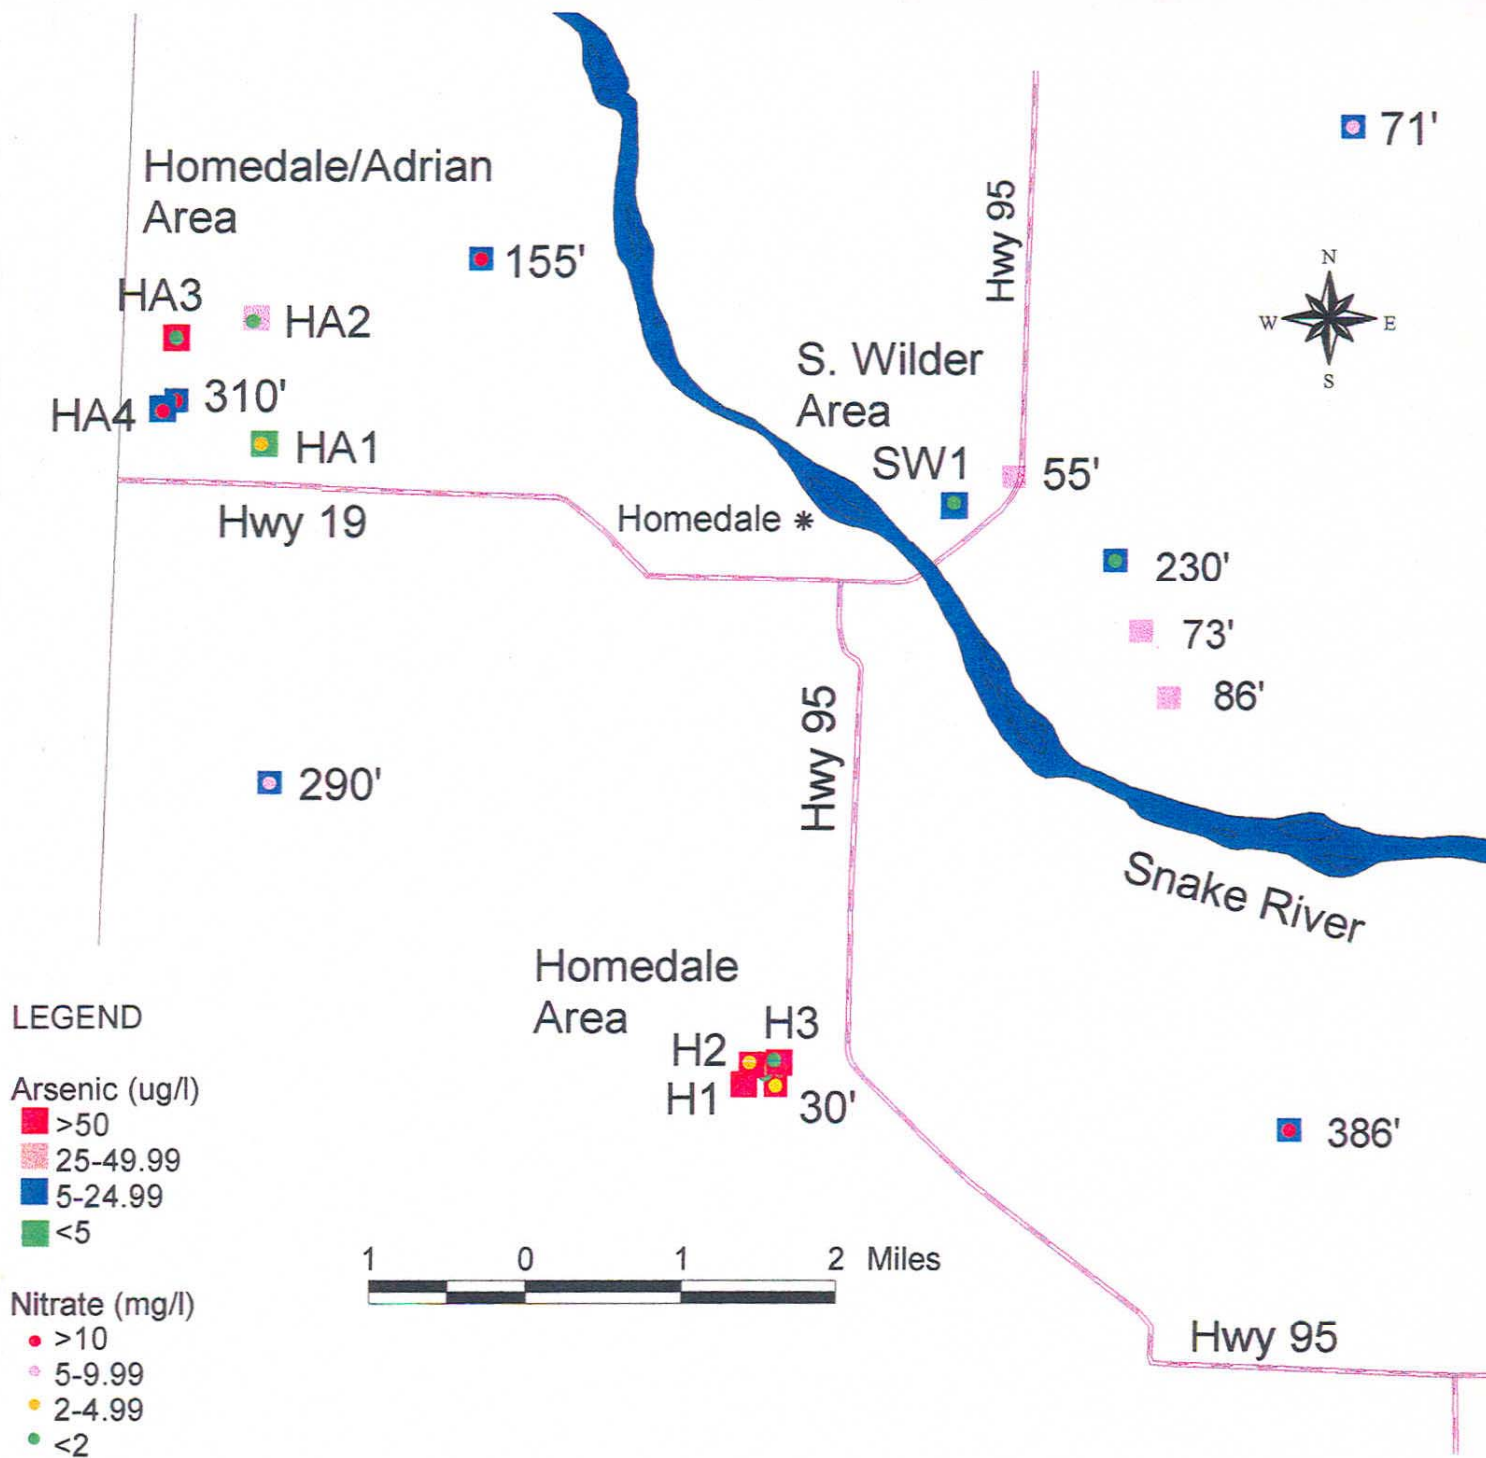 71'
Homedale/Adrian
Area
Hwy 95
155'
N
W
E
S
HA3
HA2
S. Wilder
Area
310'
HA4
HA1
SW1
55'
Hwy 19
Homedale *
230'
73'
86'
Hwy 95
290'
Snake River
Homedale
Area
LEGEND
H3
H2
H1
30'
Arsenic (ug/l)
>50
25-49.99
5-24.99
<5
386'
1 0 1 2 Miles
Nitrate (mg/l)
>10
5-9.99
2-4.99
<2
Hwy 95